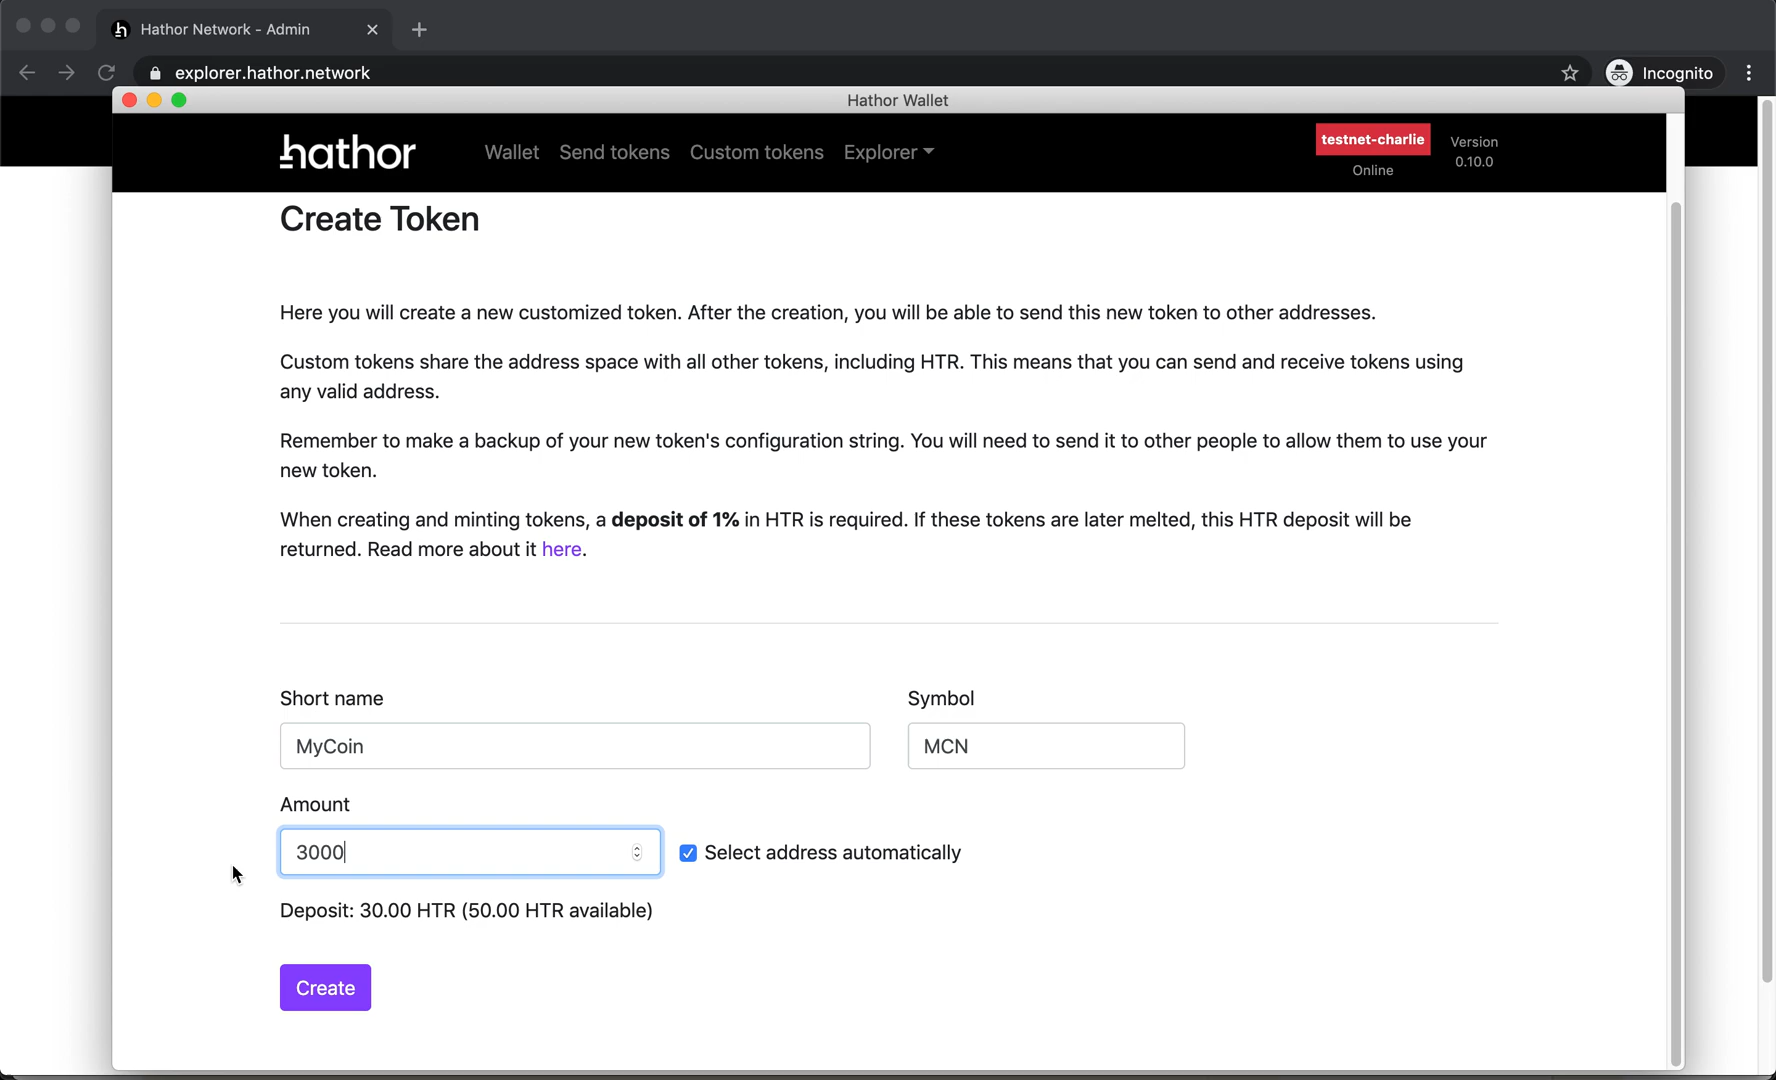 Hathor Network - Admin
explorer.hathor.network
Incognito
Hathor Wallet
hathor
Wallet
Send tokens
Custom tokens
Explorer
testnet-charlie
Online
Version
0.10.0
Create Token
Here you will create a new customized token. After the creation, you will be able to send this new token to other addresses.
Custom tokens share the address space with all other tokens, including HTR. This means that you can send and receive tokens using
any valid address.
Remember to make a backup of your new token's configuration string. You will need to send it to other people to allow them to use your
new token.
When creating and minting tokens, a deposit of 1% in HTR is required. If these tokens are later melted, this HTR deposit will be
returned. Read more about it here.
Short name
Symbol
MyCoin
MCN
Amount
3000
Select address automatically
Deposit: 30.00 HTR (50.00 HTR available)
Create